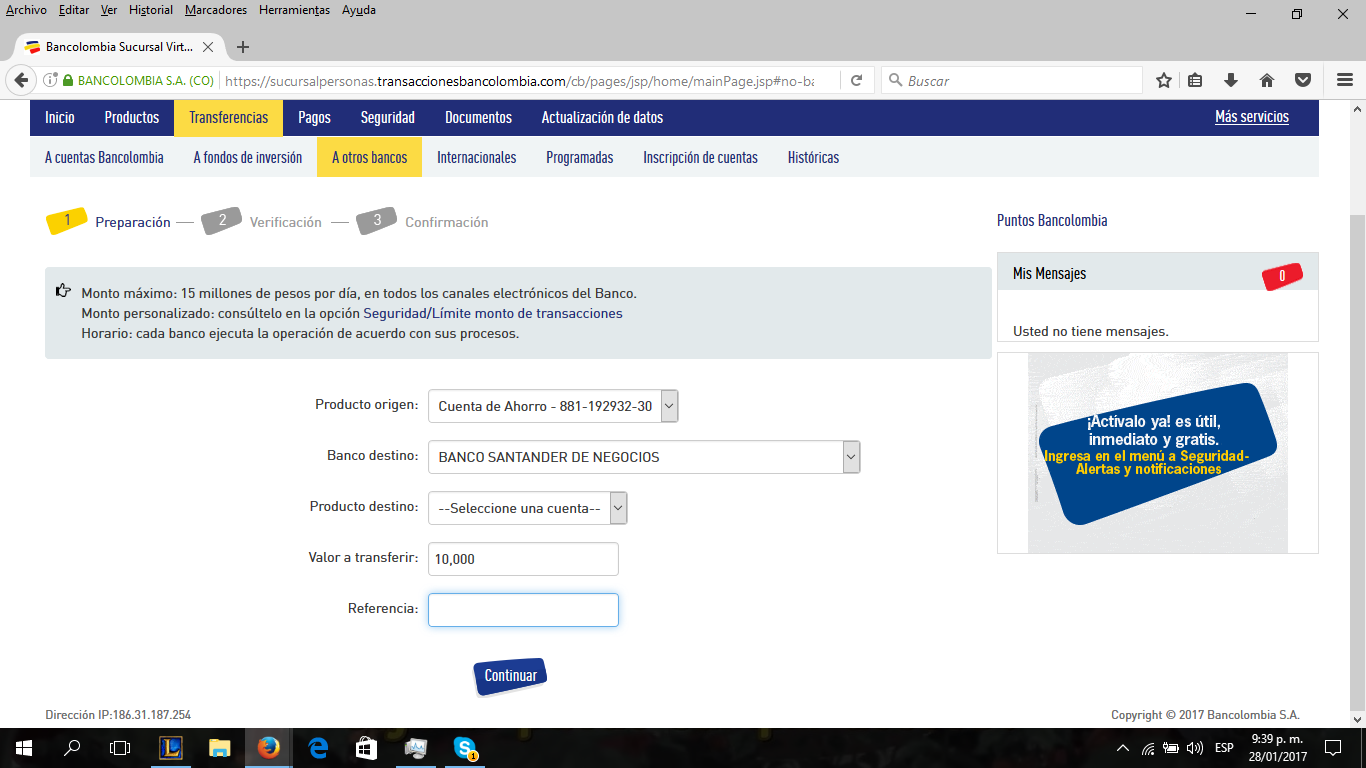 Archivo Editar Ver Historial Marcadores Herramientas Ayuda
Bancolombia Sucursal Virt...
BANCOLOMBIA S.A. (CO) https://sucursalpersonas.transaccionesbancolombia.com/cb/pages/jsp/home/mainPage.jsp#no-ba Buscar
Inicio Productos Transferencias Pagos Seguridad Documentos Actualización de datos Más servicios
A cuentas Bancolombia A fondos de inversión A otros bancos Internacionales Programadas Inscripción de cuentas Históricas
1 Preparación 2 Verificación 3 Confirmación
Puntos Bancolombia
Mis Mensajes 0
Usted no tiene mensajes.
Monto máximo: 15 millones de pesos por día, en todos los canales electrónicos del Banco.
Monto personalizado: consúltelo en la opción Seguridad/Límite monto de transacciones
Horario: cada banco ejecuta la operación de acuerdo con sus procesos.
¡Actívalo ya! es útil,
inmediato y gratis.
Ingresa en el menú a Seguridad-
Alertas y notificaciones
Producto origen: Cuenta de Ahorro - 881-192932-30
Banco destino: BANCO SANTANDER DE NEGOCIOS
Producto destino: --Seleccione una cuenta--
Valor a transferir: 10,000
Referencia:
Continuar
Dirección IP:186.31.187.254 Copyright © 2017 Bancolombia S.A.
L S 1 ESP 9:39 p. m.
28/01/2017